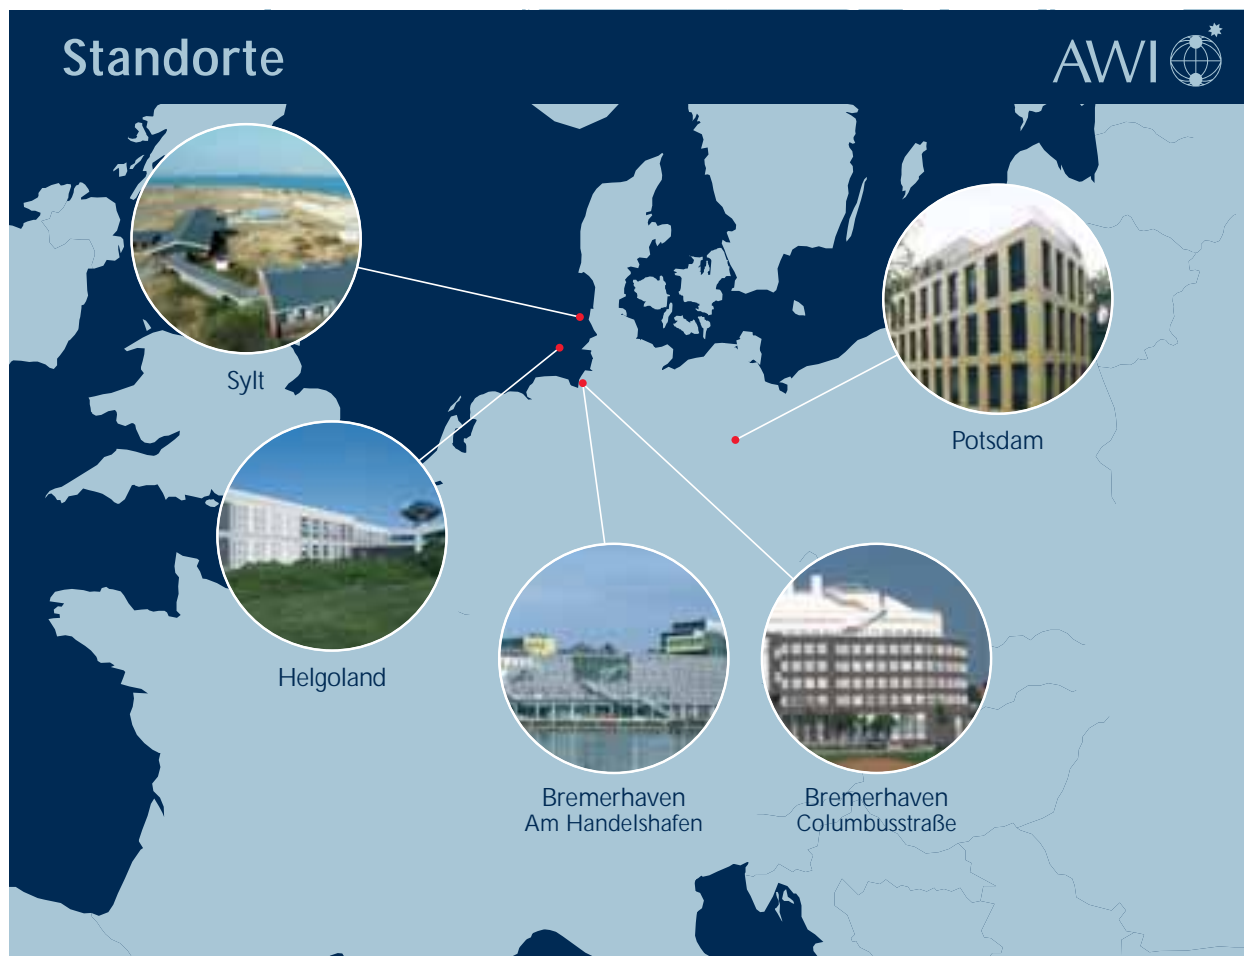 Standorte
AWI
Sylt
Potsdam
Helgoland
Bremerhaven
Am Handelshafen
Bremerhaven
Columbusstraße